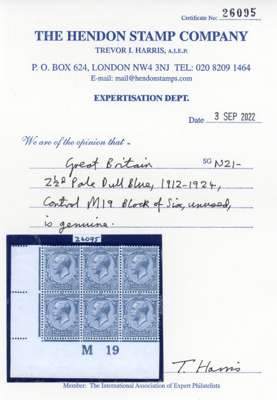 Certificate No: 26095
THE HENDON STAMP COMPANY
TREVOR I. HARRIS, A.I.E.P.
P. O. BOX 624, LONDON NW4 3NJ TEL: 020 8209 1464
E-mail: mail@hendonstamps.com
EXPERTISATION DEPT.
Date 3 SEP 2022
We are of the opinion that -
Great Britain SG N21-
2½d Pale Dull Blue, 1912-1924,
Control M19 Block of Six, unused,
is genuine.
26095
M 19
T. Harris
Member: The International Association of Expert Philatelists